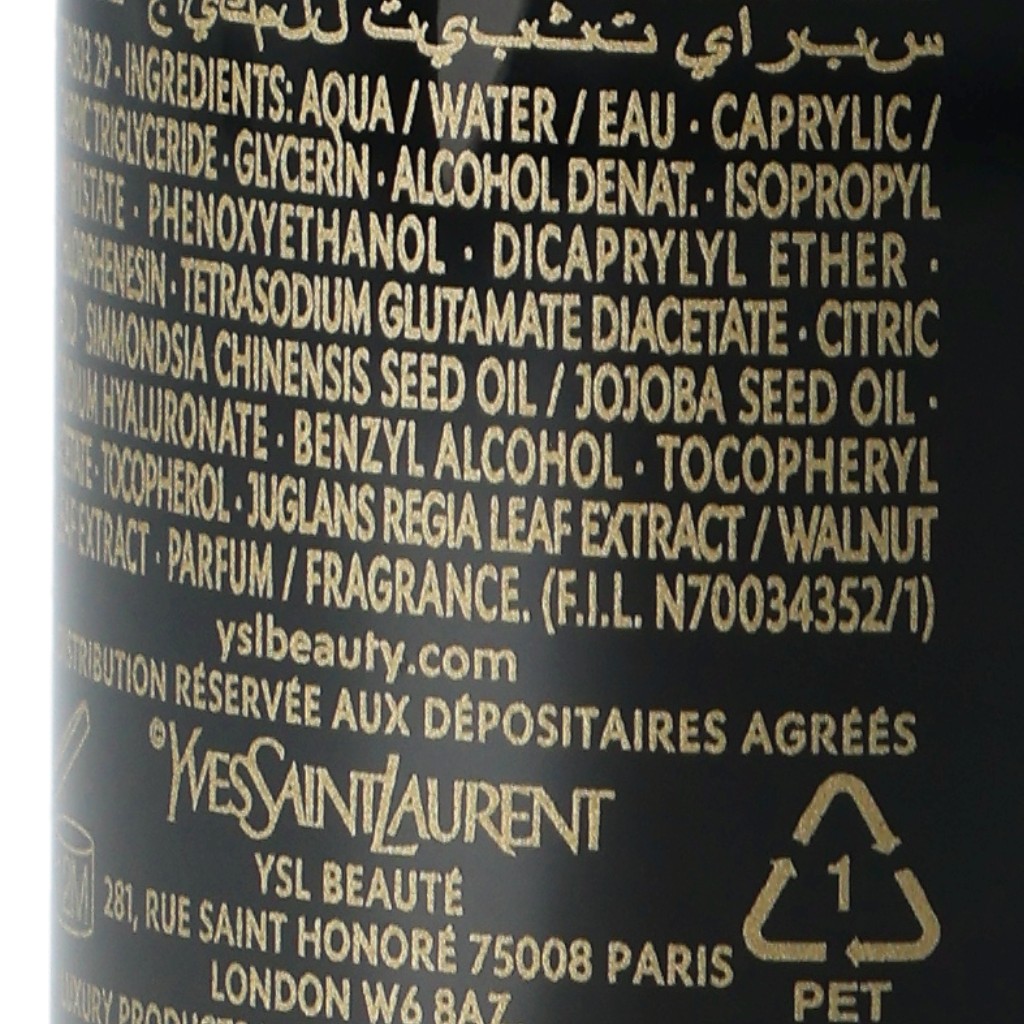 سبراي تثبيت للمكياج
29 - INGREDIENTS: AQUA / WATER / EAU · CAPRYLIC /
TRIGLYCERIDE · GLYCERIN · ALCOHOL DENAT. · ISOPROPYL
· PHENOXYETHANOL · DICAPRYLYL ETHER ·
TETRASODIUM GLUTAMATE DIACETATE · CITRIC
· SIMMONDSIA CHINENSIS SEED OIL / JOJOBA SEED OIL ·
HYALURONATE · BENZYL ALCOHOL · TOCOPHERYL
· TOCOPHEROL · JUGLANS REGIA LEAF EXTRACT / WALNUT
EXTRACT · PARFUM / FRAGRANCE. (F.I.L. N70034352/1)
yslbeauty.com
RÉSERVÉE AUX DÉPOSITAIRES AGRÉÉS
©YVESSAINTLAURENT
YSL BEAUTÉ
281, RUE SAINT HONORÉ 75008 PARIS
LONDON W6 8AZ
1
PET